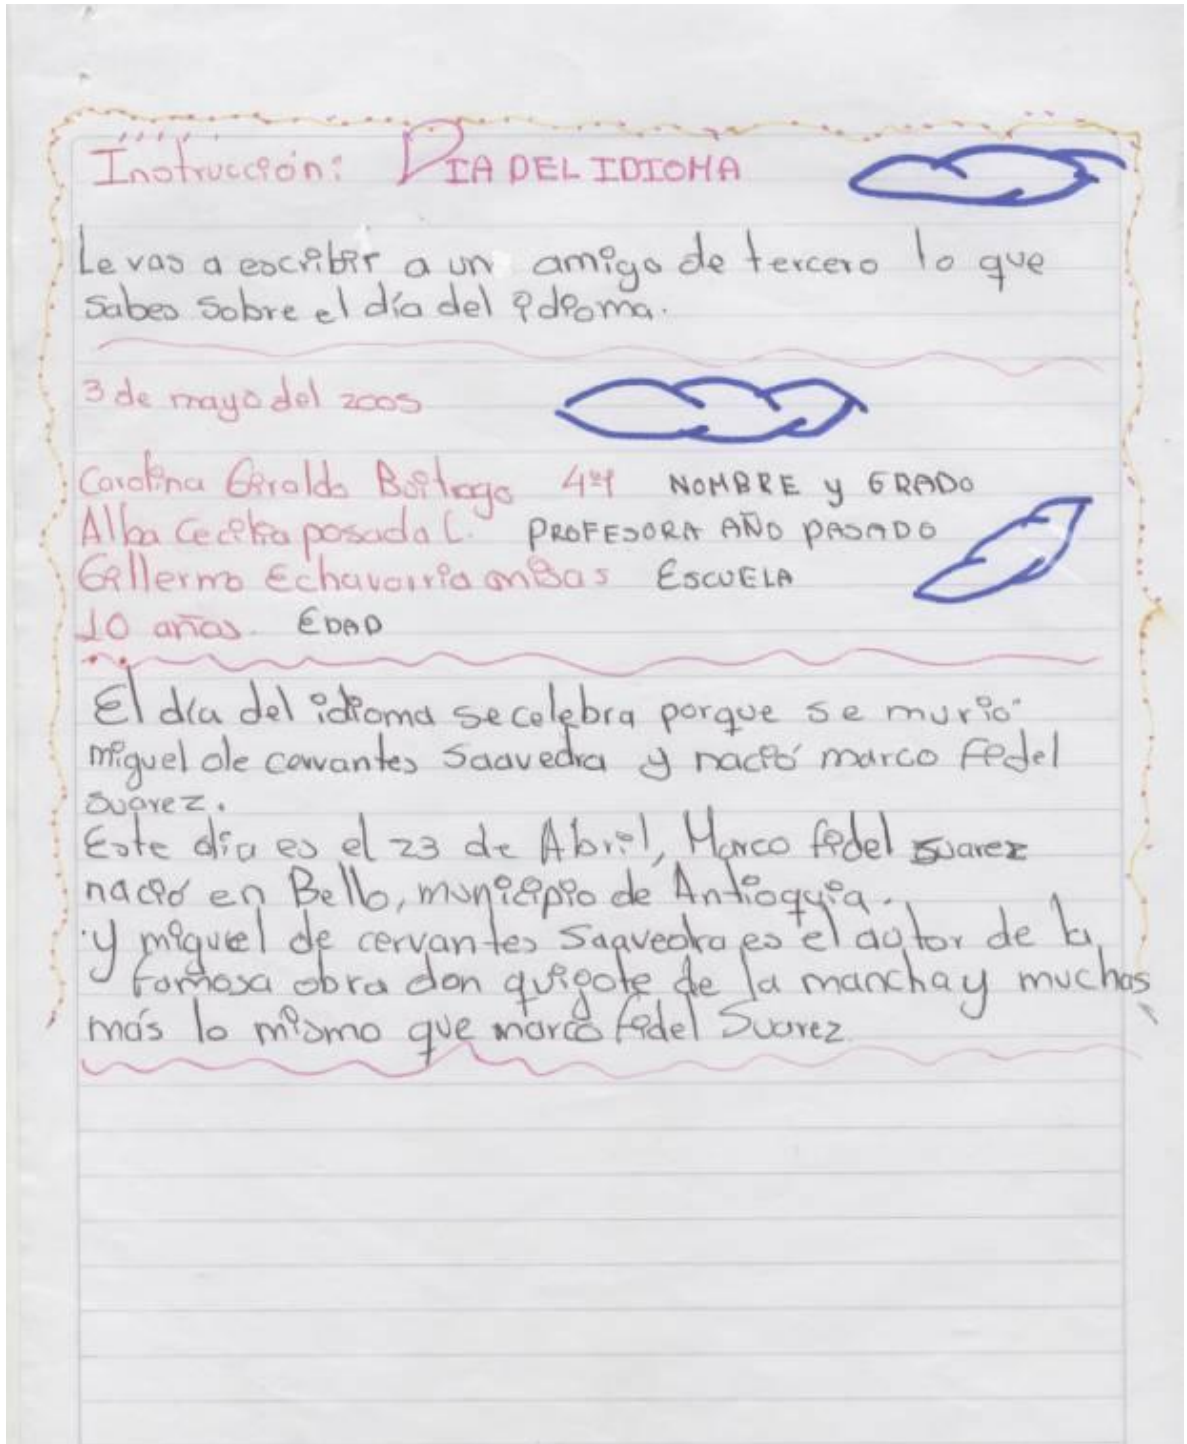 Instrucción: DIA DEL IDIOMA
Le vas a escribir a un amigo de tercero lo que
sabes sobre el día del idioma.
3 de mayo del 2005
Carolina Giraldo Buitrago 4º1 NOMBRE y GRADO
Alba Cecilia posada C. PROFESORA AÑO PASADO
Gillermo Echavarria misas ESCUELA
10 años. EDAD
El día del idioma se celebra porque se murio
miguel de cervantes Saavedra y nació marco fidel
suarez.
Este día es el 23 de Abril, Marco fidel suarez
nació en Bello, municipio de Antioquia.
y miguel de cervantes Saavedra es el autor de la
famosa obra don quigote de la mancha y muchas
más lo mismo que marco fidel Suarez